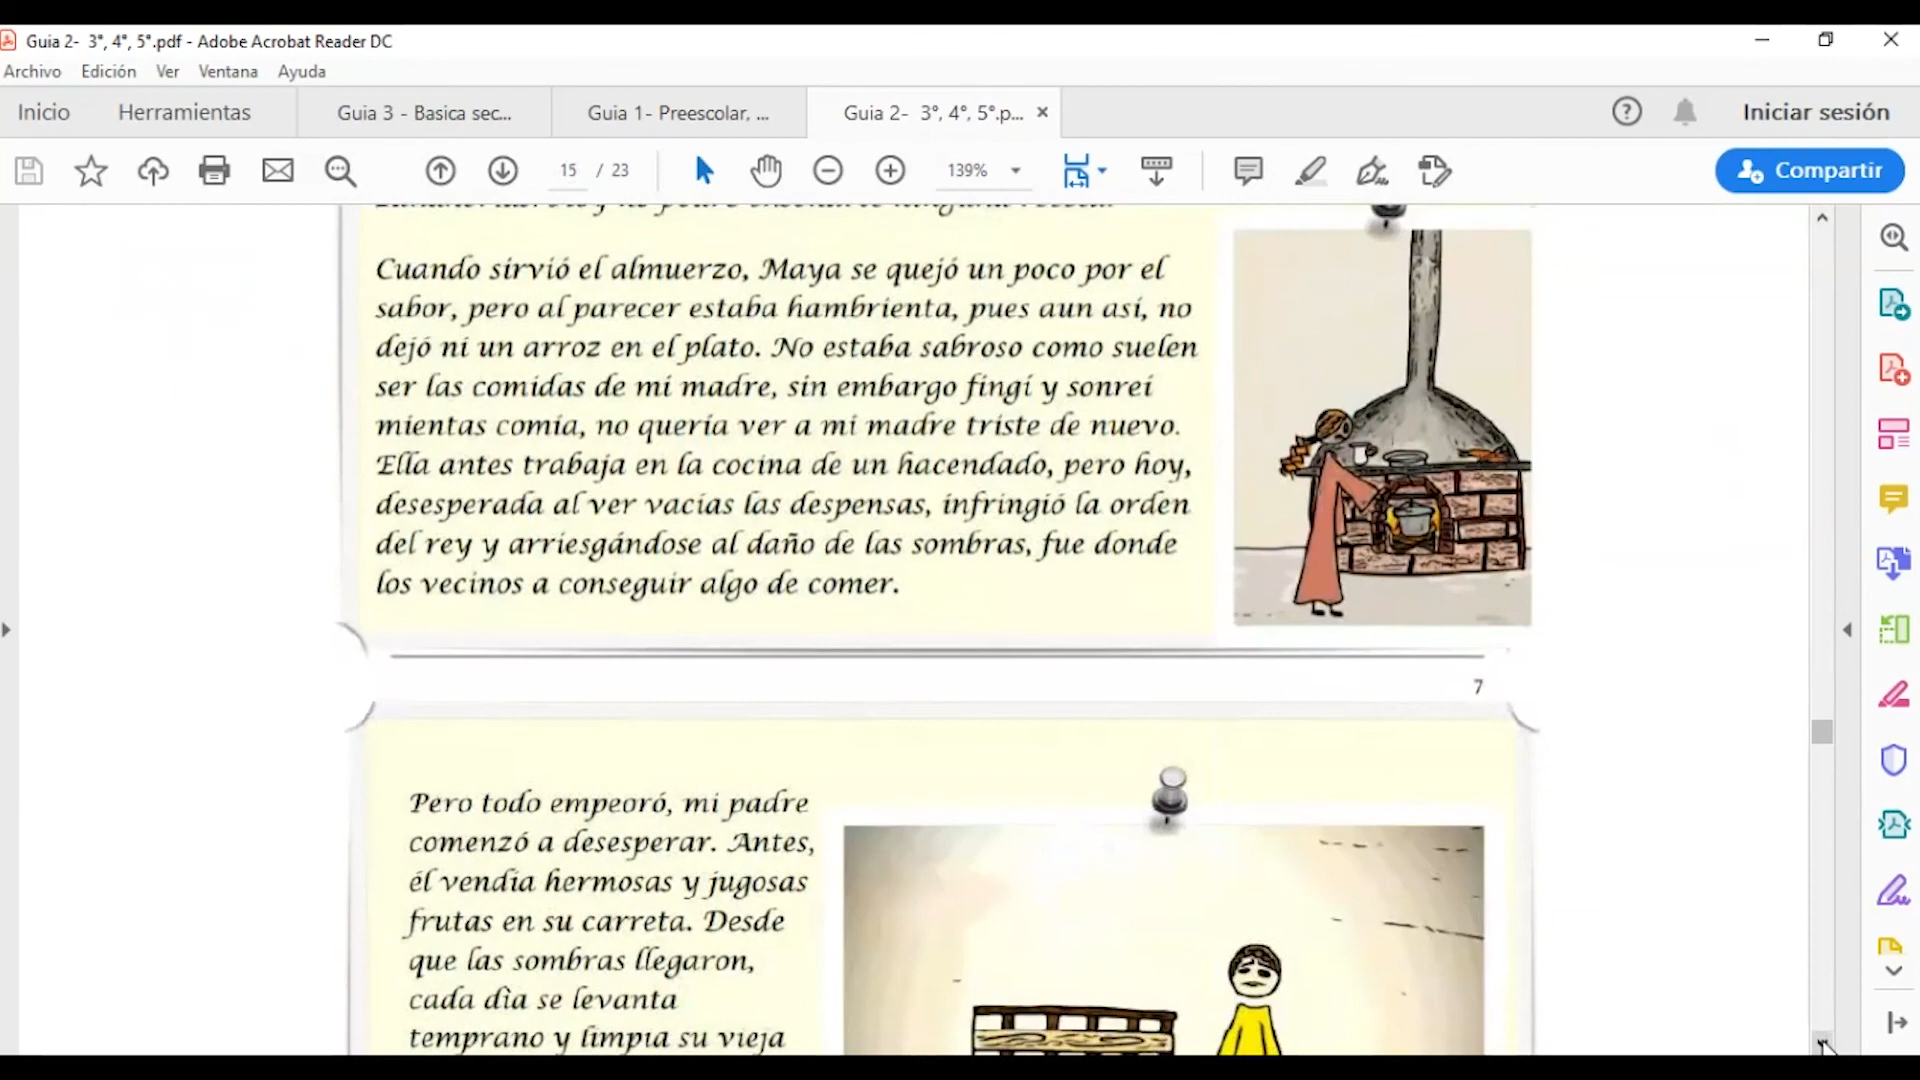 Guia 2- 3°, 4°, 5°.pdf - Adobe Acrobat Reader DC
Archivo Edición Ver Ventana Ayuda
Inicio Herramientas Guia 3 - Basica sec... Guia 1- Preescolar, ... Guia 2- 3°, 4°, 5°.p... Iniciar sesión
15 / 23 139% Compartir
Cuando sirvió el almuerzo, Maya se quejó un poco por el
sabor, pero al parecer estaba hambrienta, pues aun así, no
dejó ni un arroz en el plato. No estaba sabroso como suelen
ser las comidas de mi madre, sin embargo fingí y sonreí
mientas comía, no quería ver a mi madre triste de nuevo.
Ella antes trabaja en la cocina de un hacendado, pero hoy,
desesperada al ver vacías las despensas, infringió la orden
del rey y arriesgándose al daño de las sombras, fue donde
los vecinos a conseguir algo de comer.
7
Pero todo empeoró, mi padre
comenzó a desesperar. Antes,
él vendía hermosas y jugosas
frutas en su carreta. Desde
que las sombras llegaron,
cada dìa se levanta
temprano y limpia su vieja